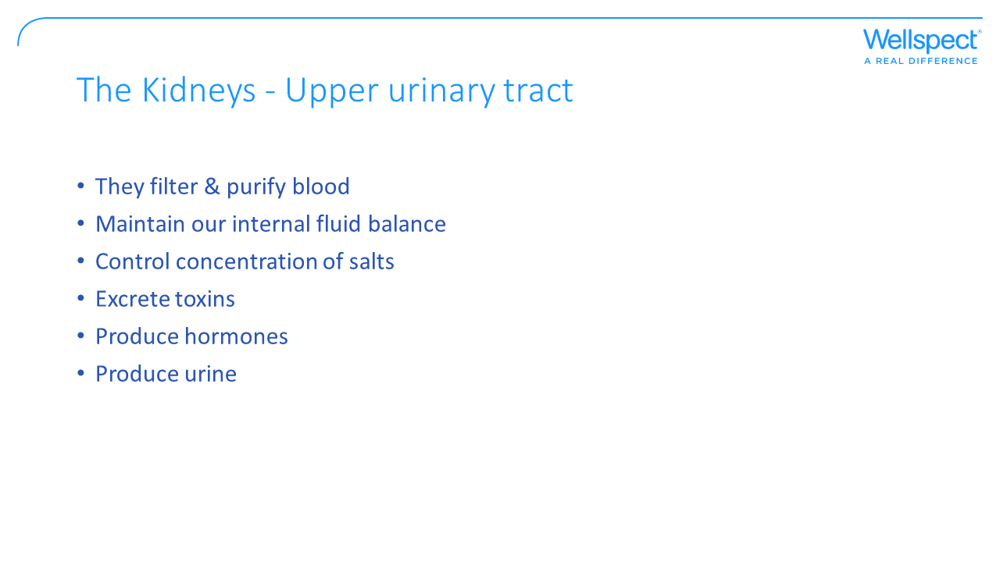 Wellspect®
A REAL DIFFERENCE
The Kidneys - Upper urinary tract
• They filter & purify blood
• Maintain our internal fluid balance
• Control concentration of salts
• Excrete toxins
• Produce hormones
• Produce urine